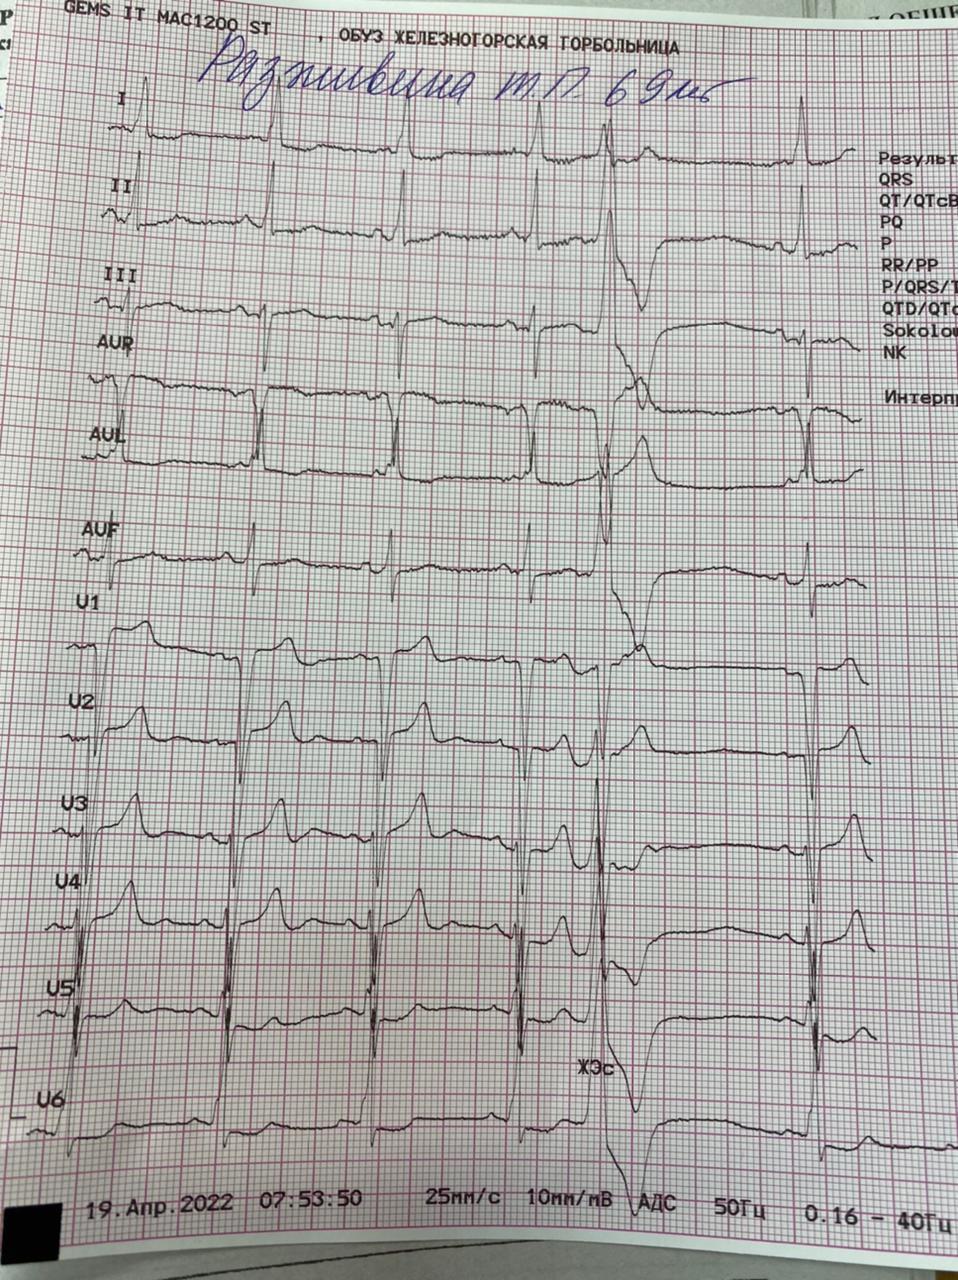 GEMS IT MAC1200 ST , ОБУЗ ЖЕЛЕЗНОГОРСКАЯ ГОРБОЛЬНИЦА
т.П. 69 лет
I
II
III
AUR
AUL
AUF
U1
U2
U3
U4
U5
U6
Результ
QRS
QT/QTcB
PQ
P
RR/PP
P/QRS/T
QTD/QTc
Sokolow
NK
Интерпр
ЖЭс
19.Апр.2022 07:53:50 25мм/с 10мм/мВ АДС 50Гц 0.16 - 40Гц